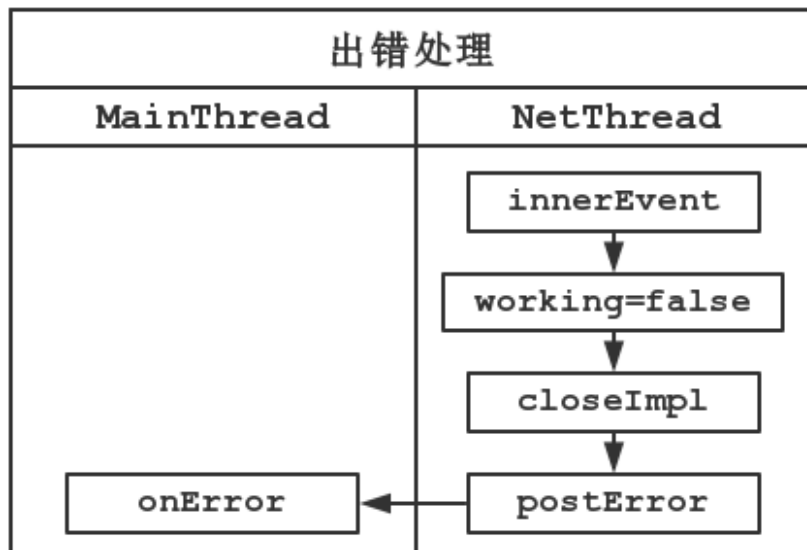 出错处理
MainThread
NetThread
innerEvent
working=false
closeImpl
onError
postError